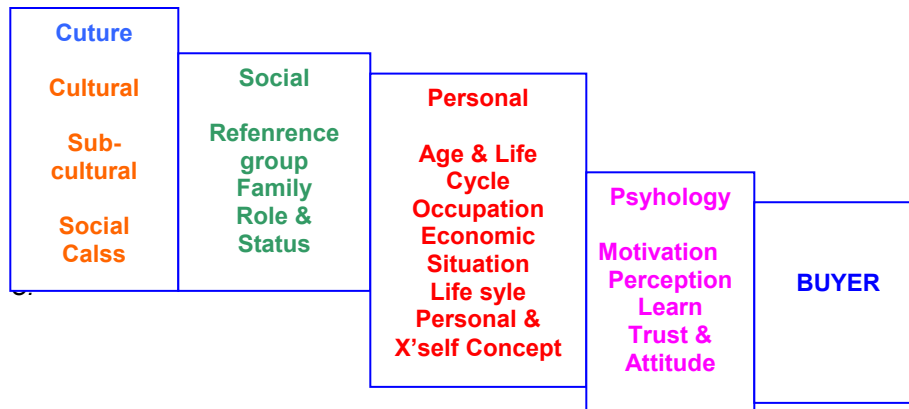 Cuture
Cultural
Sub-
cultural
Social
Calss
Social
Refenrence
group
Family
Role &
Status
Personal
Age & Life
Cycle
Occupation
Economic
Situation
Life syle
Personal &
X'self Concept
Psyhology
Motivation
Perception
Learn
Trust &
Attitude
BUYER